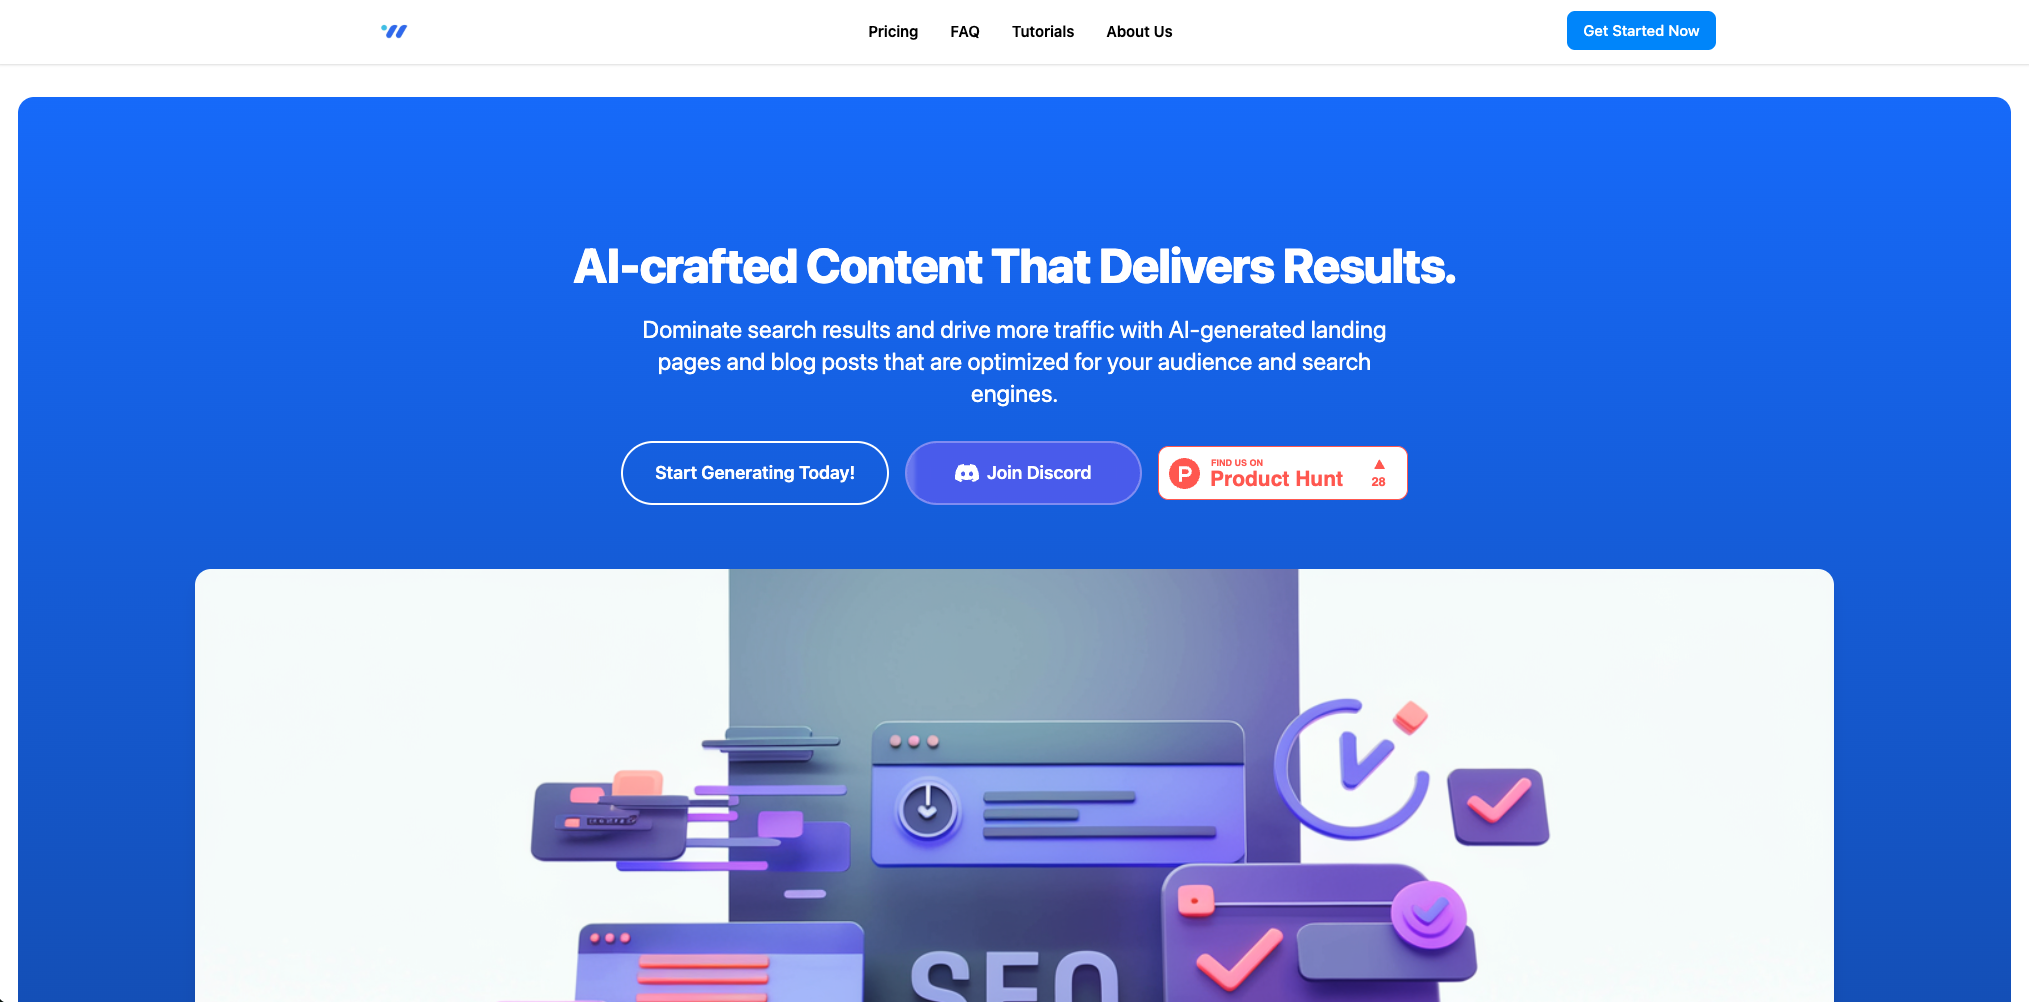 Pricing
FAQ
Tutorials
About Us
Get Started Now
AI-crafted Content That Delivers Results.
Dominate search results and drive more traffic with AI-generated landing
pages and blog posts that are optimized for your audience and search
engines.
Start Generating Today!
Join Discord
FIND US ON
Product Hunt
28
SEO